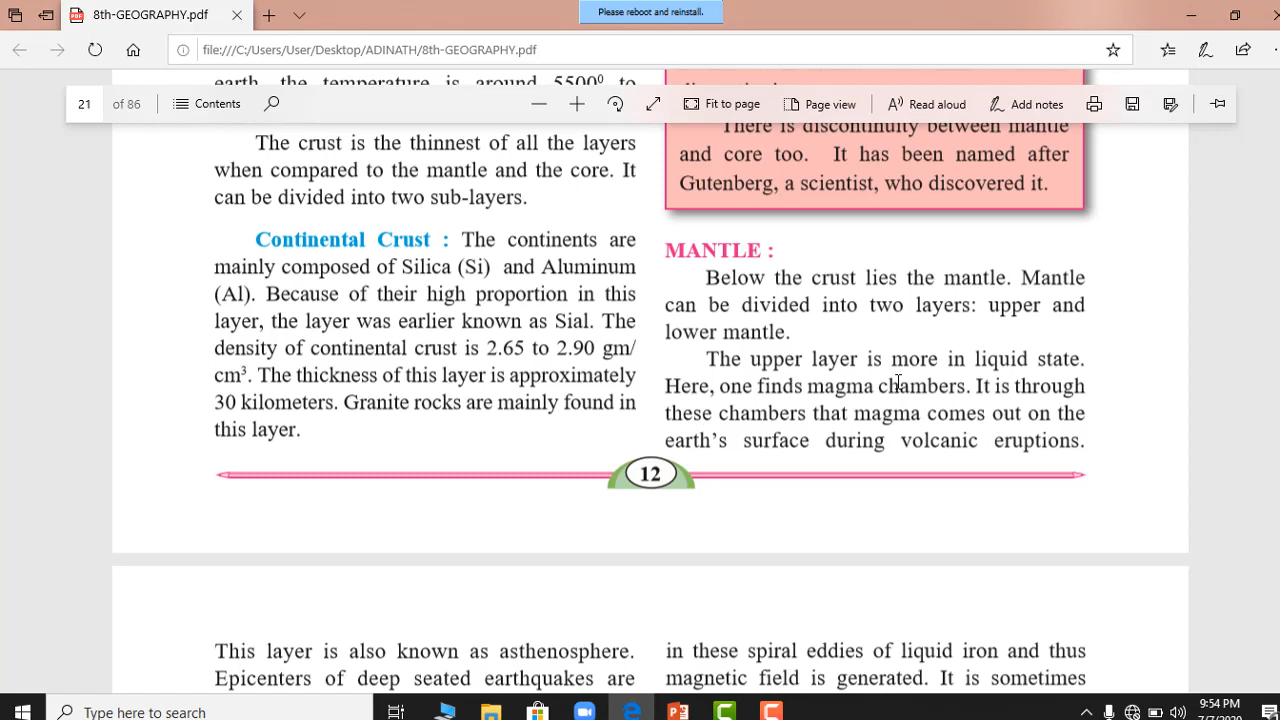 8th-GEOGRAPHY.pdf
Please reboot and reinstall.
file:///C:/Users/User/Desktop/ADINATH/8th-GEOGRAPHY.pdf
21 of 86 Contents Fit to page Page view Read aloud Add notes
earth, the temperature is around 5500⁰ to
The crust is the thinnest of all the layers
when compared to the mantle and the core. It
can be divided into two sub-layers.
Continental Crust : The continents are
mainly composed of Silica (Si) and Aluminum
(Al). Because of their high proportion in this
layer, the layer was earlier known as Sial. The
density of continental crust is 2.65 to 2.90 gm/
cm³. The thickness of this layer is approximately
30 kilometers. Granite rocks are mainly found in
this layer.
There is discontinuity between mantle
and core too. It has been named after
Gutenberg, a scientist, who discovered it.
MANTLE :
Below the crust lies the mantle. Mantle
can be divided into two layers: upper and
lower mantle.
The upper layer is more in liquid state.
Here, one finds magma chambers. It is through
these chambers that magma comes out on the
earth's surface during volcanic eruptions.
12
This layer is also known as asthenosphere.
Epicenters of deep seated earthquakes are
in these spiral eddies of liquid iron and thus
magnetic field is generated. It is sometimes
Type here to search
9:54 PM